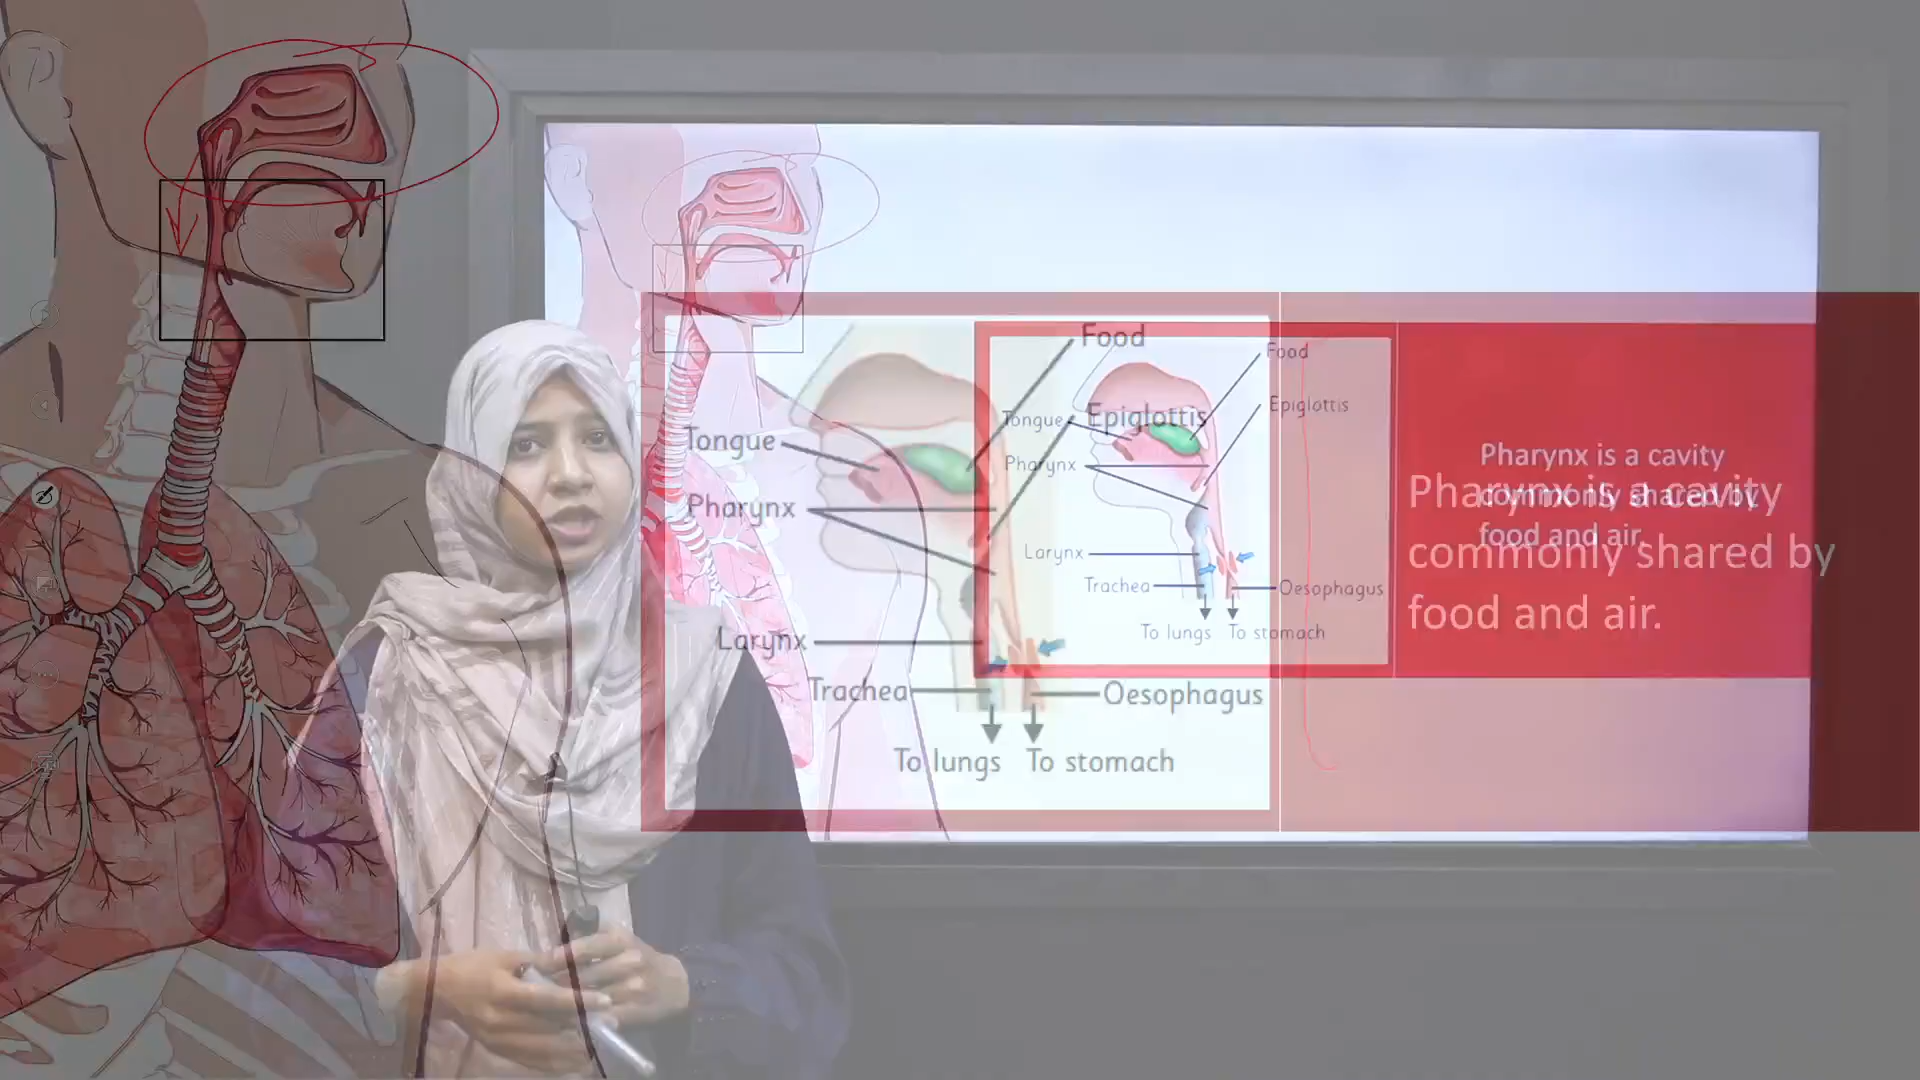 Food
Epiglottis
Tongue
Pharynx
Larynx
Trachea
Oesophagus
To lungs
To stomach
Food
Epiglottis
Tongue
Pharynx
Larynx
Trachea
Oesophagus
To lungs
To stomach
Pharynx is a cavity
commonly shared by
food and air.
Pharynx is a cavity
commonly shared by
food and air.